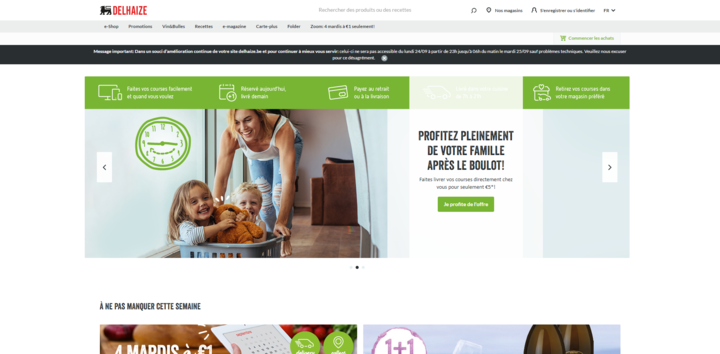 DELHAIZE
Rechercher des produits ou des recettes
Nos magasins
S'enregistrer ou s'identifier
FR
e-Shop
Promotions
Vins&Bulles
Recettes
e-magazine
Carte-plus
Folder
Zoom: 4 mardis à €1 seulement!
Commencer les achats
Message important: Dans un souci d'amélioration continue de votre site delhaize.be et pour continuer à mieux vous servir: celui-ci ne sera pas accessible du lundi 24/09 à partir de 23h jusqu'à 06h du matin le mardi 25/09 sauf problèmes techniques. Veuillez nous excuser
pour ce désagrément.
Faites vos courses facilement
et quand vous voulez
Réservé aujourd'hui,
livré demain
Payez au retrait
ou à la livraison
Retirez vos courses dans
votre magasin préféré
PROFITEZ PLEINEMENT
DE VOTRE FAMILLE
APRÈS LE BOULOT!
Faites livrer vos courses directement chez
vous pour seulement €5*!
Je profite de l'offre
À NE PAS MANQUER CETTE SEMAINE
4 MARDIS À €1
1+1